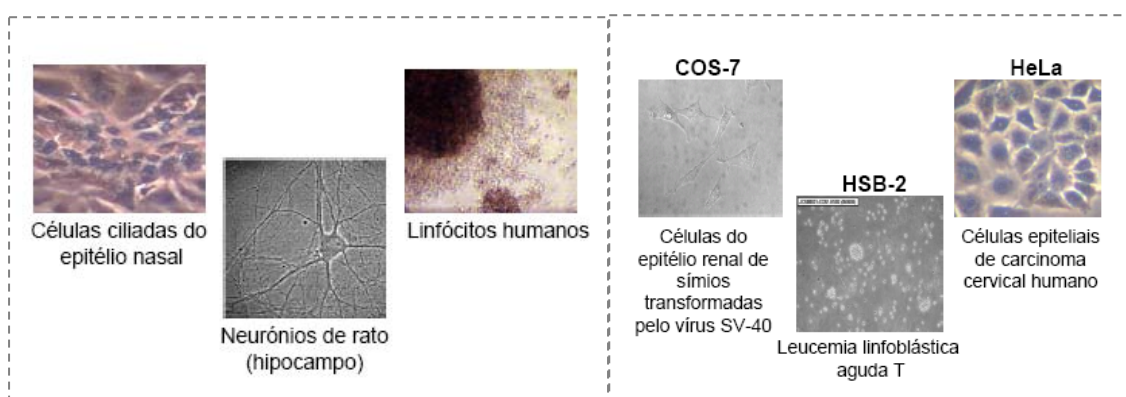 Células ciliadas do
epitélio nasal
Neurónios de rato
(hipocampo)
Linfócitos humanos
COS-7
Células do
epitélio renal de
símios
transformadas
pelo vírus SV-40
HSB-2
Leucemia linfoblástica
aguda T
HeLa
Células epiteliais
de carcinoma
cervical humano